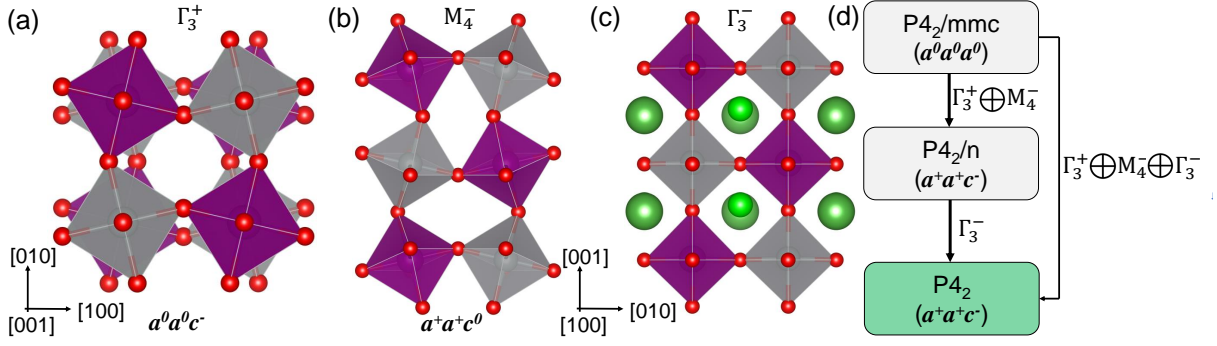 (a)
Γ₃⁺
[010]
[001]
[100]
a⁰a⁰c⁻
(b)
M₄⁻
a⁺a⁺c⁰
(c)
Γ₃⁻
[001]
[100]
[010]
(d)
P4₂/mmc
(a⁰a⁰a⁰)
Γ₃⁺⊕M₄⁻
P4₂/n
(a⁺a⁺c⁻)
Γ₃⁻
P4₂
(a⁺a⁺c⁻)
Γ₃⁺⊕M₄⁻⊕Γ₃⁻